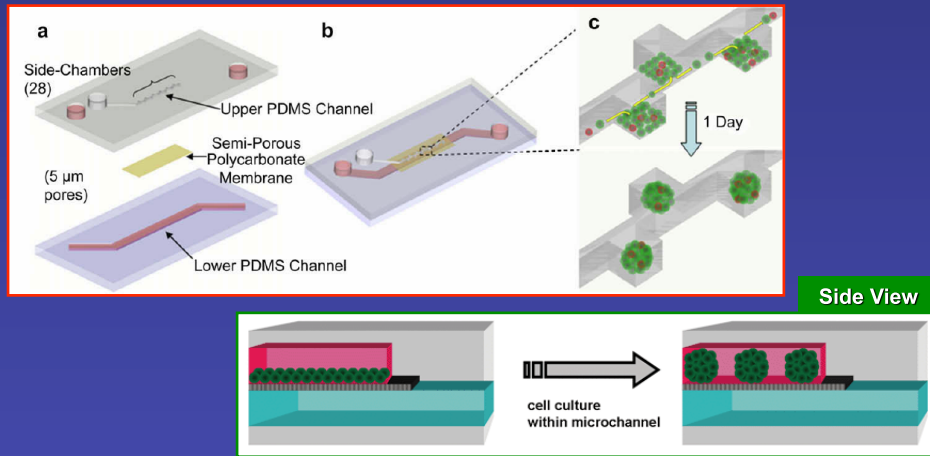 a
b
c
Side-Chambers
(28)
Upper PDMS Channel
Semi-Porous
Polycarbonate
Membrane
(5 µm
pores)
Lower PDMS Channel
1 Day
Side View
cell culture
within microchannel